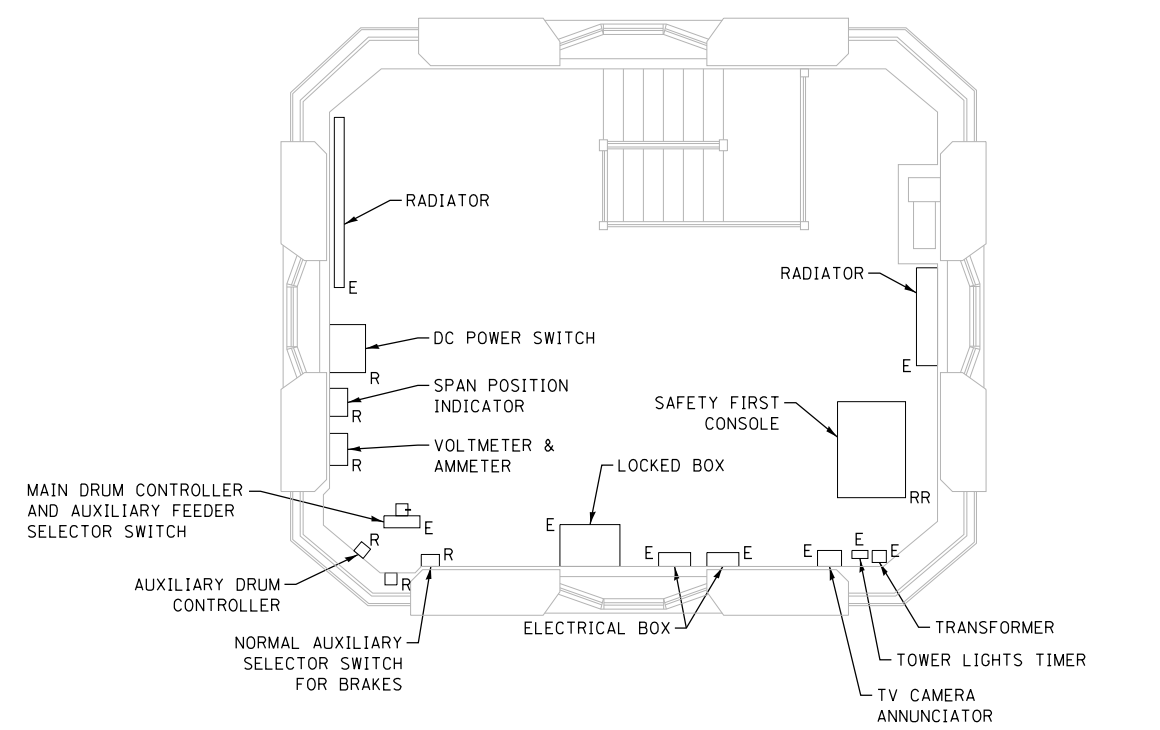 RADIATOR
E
RADIATOR
E
DC POWER SWITCH
R
SPAN POSITION
INDICATOR
R
SAFETY FIRST
CONSOLE
RR
VOLTMETER &
AMMETER
R
LOCKED BOX
E
MAIN DRUM CONTROLLER
AND AUXILIARY FEEDER
SELECTOR SWITCH
E
R
AUXILIARY DRUM
CONTROLLER
R
R
NORMAL AUXILIARY
SELECTOR SWITCH
FOR BRAKES
E
E
ELECTRICAL BOX
E
E
E
TRANSFORMER
TOWER LIGHTS TIMER
TV CAMERA
ANNUNCIATOR